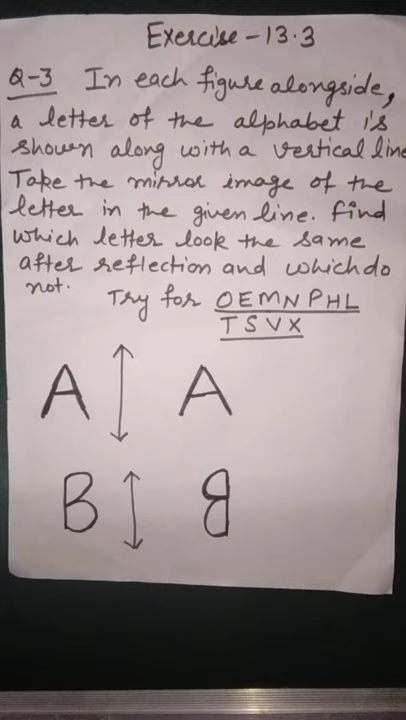 Exercise-13.3
Q-3 In each figure alongside,
a letter of the alphabet is
shown along with a vertical line
Take the mirror image of the
letter in the given line. find
which letter look the same
after reflection and which do
not. Try for OEMNPHL
TSVX
A A
B B